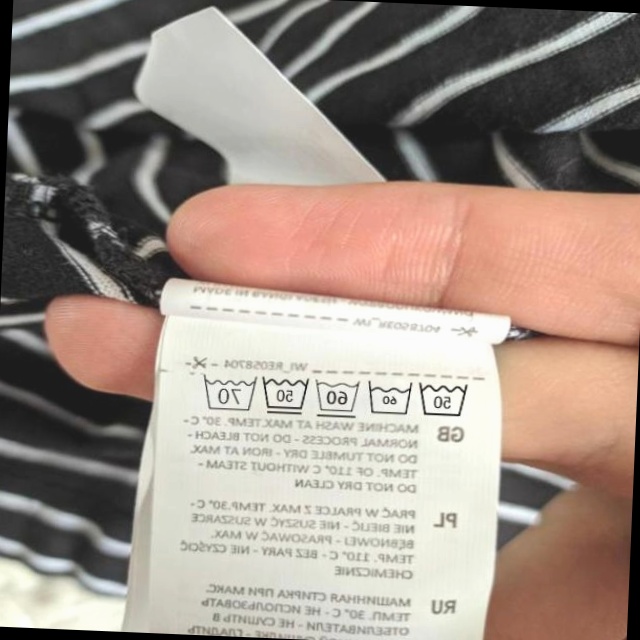 WI_RE058704
50 60 60 50 70
GB MACHINE WASH AT MAX.TEMP. 30° C -
NORMAL PROCESS - DO NOT BLEACH -
DO NOT TUMBLE DRY - IRON AT MAX.
TEMP. OF 110° C WITHOUT STEAM -
DO NOT DRY CLEAN
PL PRAĆ W PRALCE Z MAX. TEMP.30° C -
NIE BIELIĆ - NIE SUSZYĆ W SUSZARCE
BĘBNOWEJ - PRASOWAĆ W MAX.
TEMP. 110° C - BEZ PARY - NIE CZYŚCIĆ
CHEMICZNIE
RU МАШИННАЯ СТИРКА ПРИ МАКС.
ТЕМП. 30° C - НЕ ИСПОЛЬЗОВАТЬ
ОТБЕЛИВАТЕЛИ - НЕ СУШИТЬ В